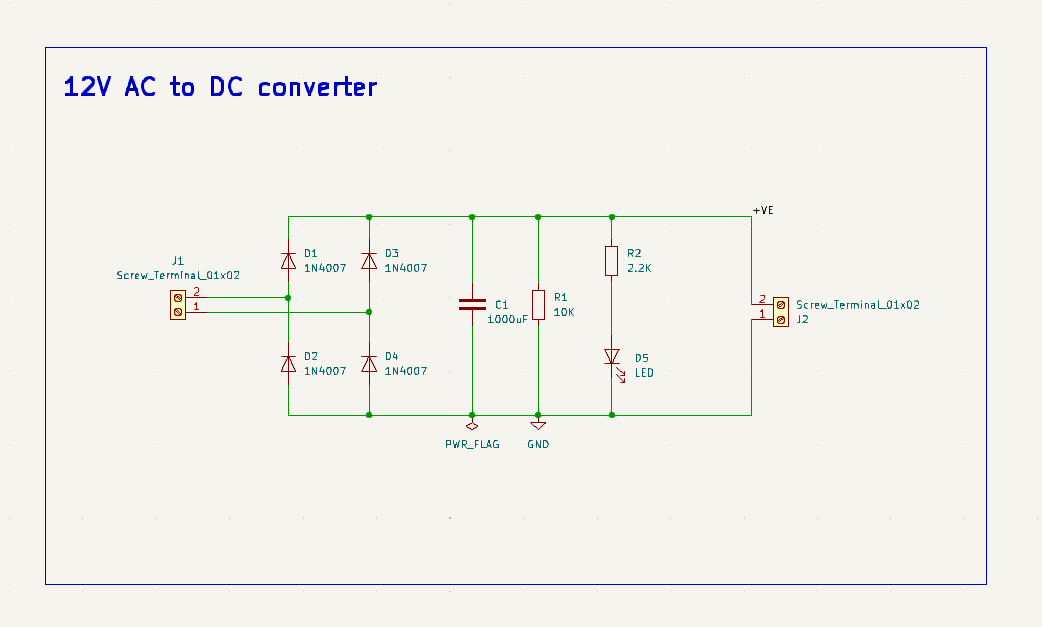 12V AC to DC converter
+VE
J1
Screw_Terminal_01x02
2
1
D1
1N4007
D3
1N4007
D2
1N4007
D4
1N4007
C1
1000uF
R1
10K
R2
2.2K
D5
LED
2
1
Screw_Terminal_01x02
J2
PWR_FLAG
GND